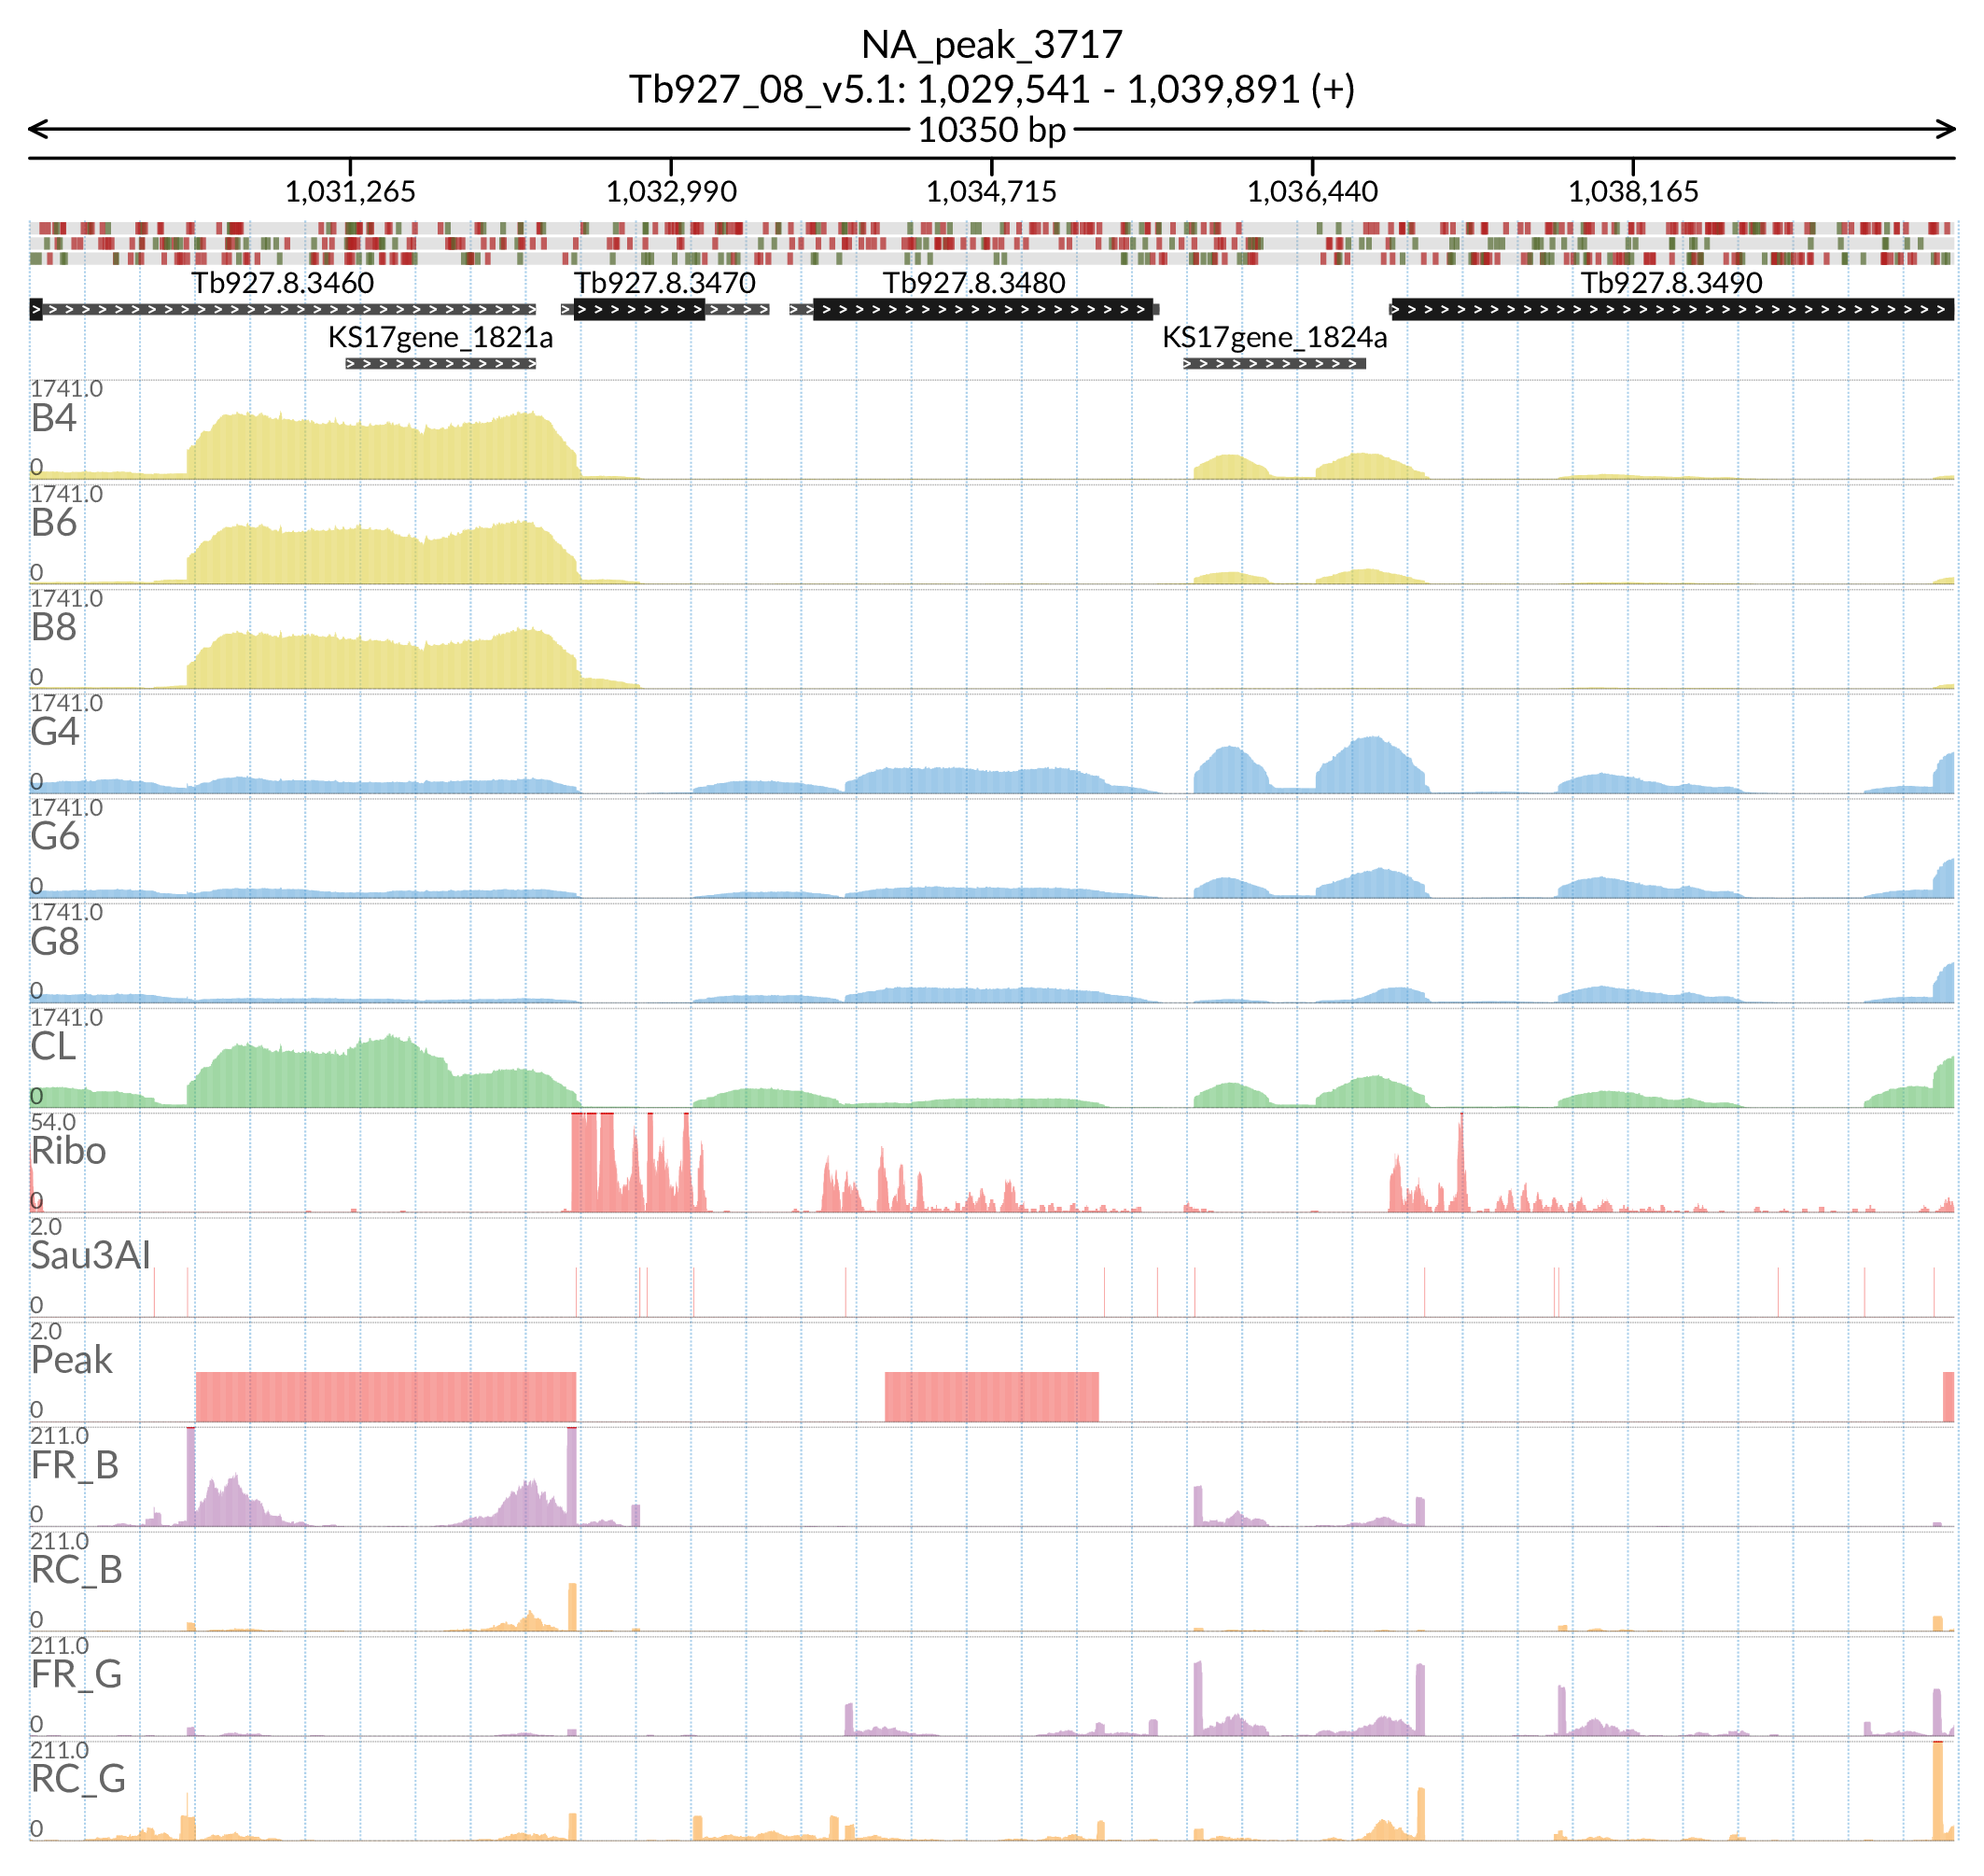 NA_peak_3717
Tb927_08_v5.1: 1,029,541 - 1,039,891 (+)
10350 bp
1,031,265 1,032,990 1,034,715 1,036,440 1,038,165
Tb927.8.3460 Tb927.8.3470 Tb927.8.3480 Tb927.8.3490
KS17gene_1821a KS17gene_1824a
1741.0
B4
0
1741.0
B6
0
1741.0
B8
0
1741.0
G4
0
1741.0
G6
0
1741.0
G8
0
1741.0
CL
0
54.0
Ribo
0
2.0
Sau3AI
0
2.0
Peak
0
211.0
FR_B
0
211.0
RC_B
0
211.0
FR_G
0
211.0
RC_G
0